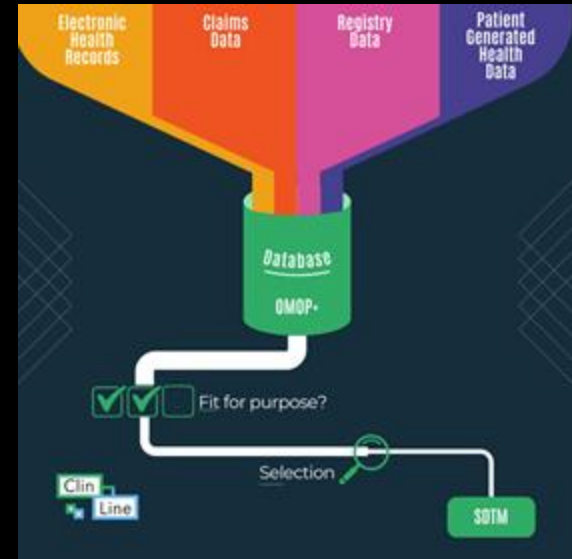 Electronic
Health
Records
Claims
Data
Registry
Data
Patient
Generated
Health
Data
Database
OMOP+
Fit for purpose?
Selection
Clin
Line
SDTM